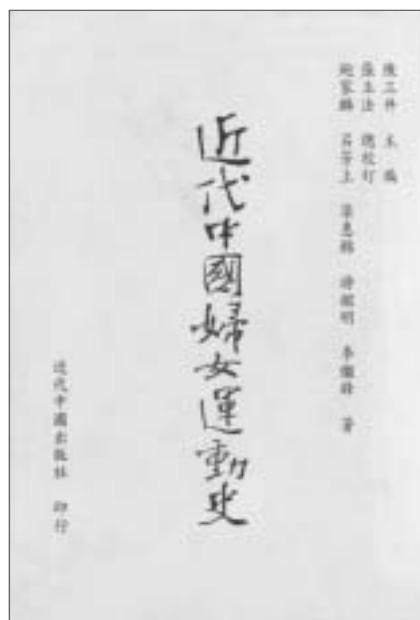 陳三井 主編
張玉法 總校訂
鮑家麟 呂芳上 梁惠錦 游鑑明 著
近代中國婦女運動史
近代中國出版社 印行